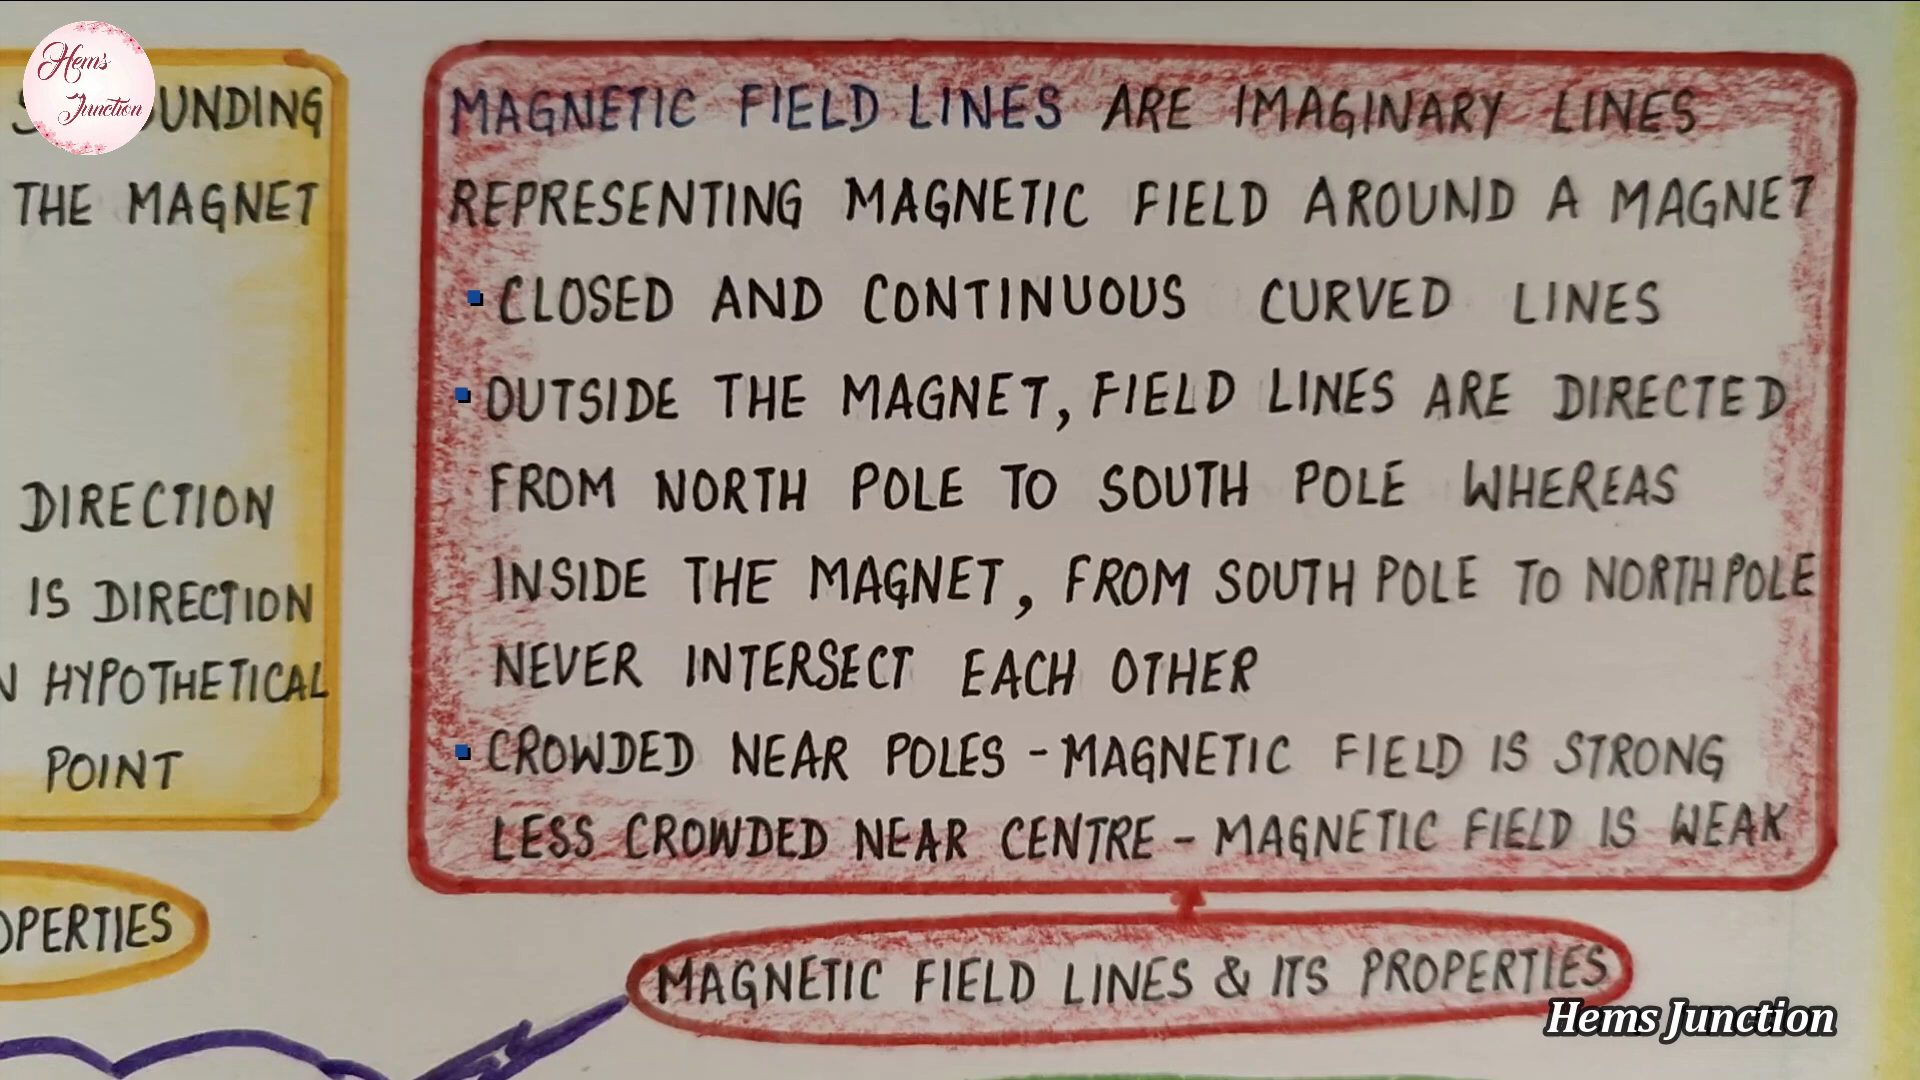 Hems
Junction
UNDING
THE MAGNET
DIRECTION
IS DIRECTION
N HYPOTHETICAL
POINT
OPERTIES
MAGNETIC FIELD LINES ARE IMAGINARY LINES
REPRESENTING MAGNETIC FIELD AROUND A MAGNET
▪ CLOSED AND CONTINUOUS CURVED LINES
▪ OUTSIDE THE MAGNET, FIELD LINES ARE DIRECTED
FROM NORTH POLE TO SOUTH POLE WHEREAS
INSIDE THE MAGNET, FROM SOUTH POLE TO NORTH POLE
NEVER INTERSECT EACH OTHER
▪ CROWDED NEAR POLES - MAGNETIC FIELD IS STRONG
LESS CROWDED NEAR CENTRE - MAGNETIC FIELD IS WEAK
MAGNETIC FIELD LINES & ITS PROPERTIES
Hems Junction